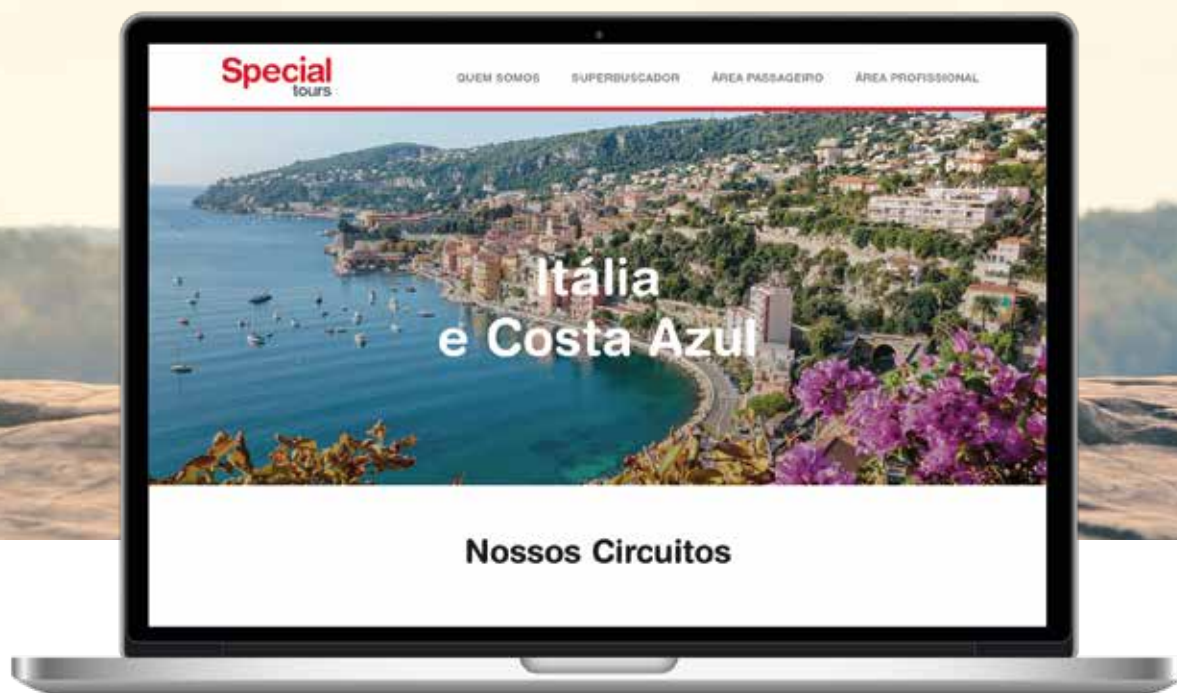 Special
tours
QUEM SOMOS SUPERBUSCADOR ÁREA PASSAGEIRO ÁREA PROFISSIONAL
Itália
e Costa Azul
Nossos Circuitos